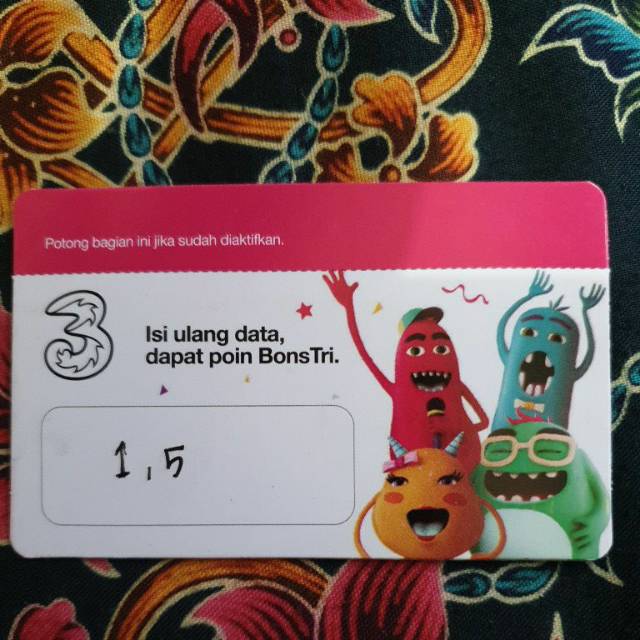 Potong bagian ini jika sudah diaktifkan.
3
Isi ulang data,
dapat poin BonsTri.
1,5